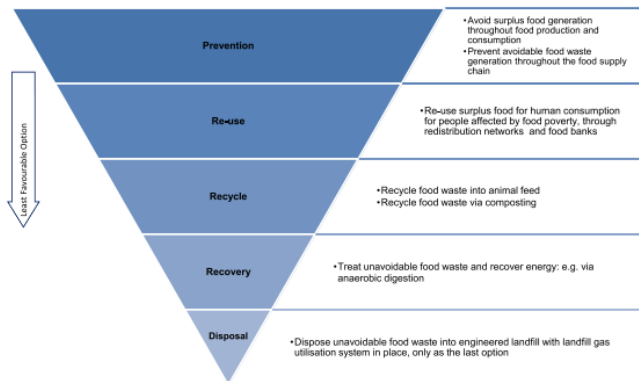 Prevention
•Avoid surplus food generation
throughout food production and
consumption
•Prevent avoidable food waste
generation throughout the food supply
chain
Least Favourable Option
Re-use
•Re-use surplus food for human consumption
for people affected by food poverty, through
redistribution networks and food banks
Recycle
•Recycle food waste into animal feed
•Recycle food waste via composting
Recovery
•Treat unavoidable food waste and recover energy: e.g. via
anaerobic digestion
Disposal
•Dispose unavoidable food waste into engineered landfill with landfill gas
utilisation system in place, only as the last option